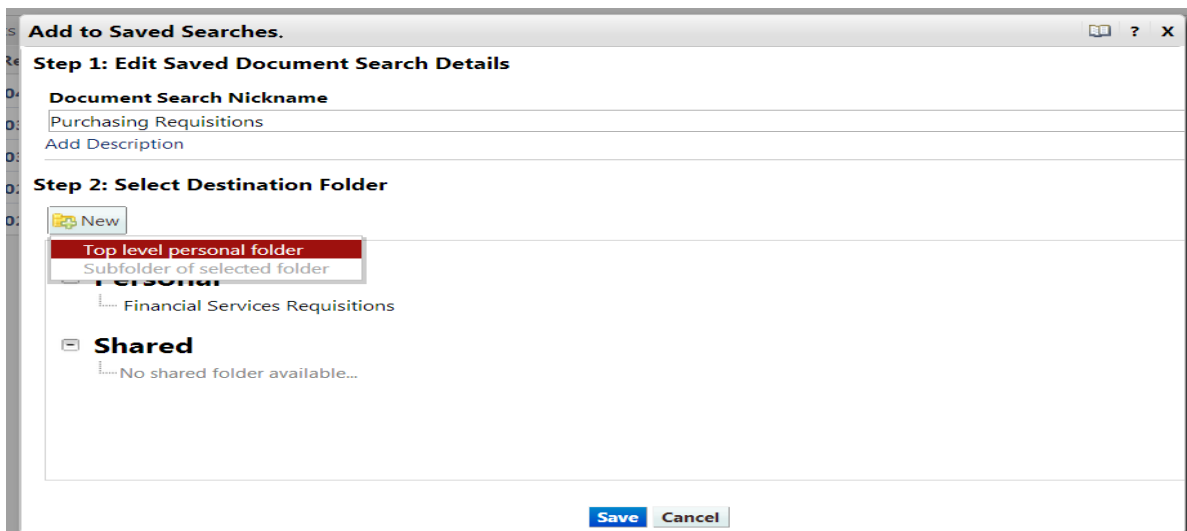 Add to Saved Searches.
? X
Step 1: Edit Saved Document Search Details
Document Search Nickname
Purchasing Requisitions
Add Description
Step 2: Select Destination Folder
New
Top level personal folder
Subfolder of selected folder
Personal
Financial Services Requisitions
Shared
No shared folder available...
Save Cancel